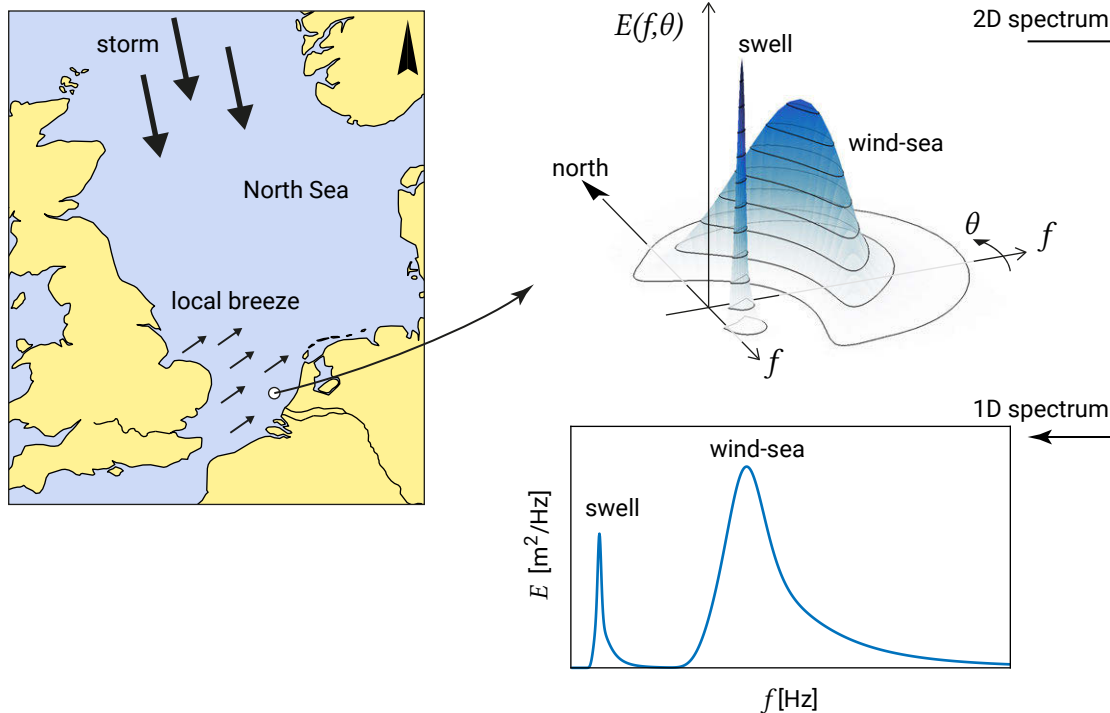 storm
North Sea
local breeze
E(f,θ)
swell
wind-sea
north
θ
f
f
2D spectrum
1D spectrum
wind-sea
swell
E [m²/Hz]
f [Hz]